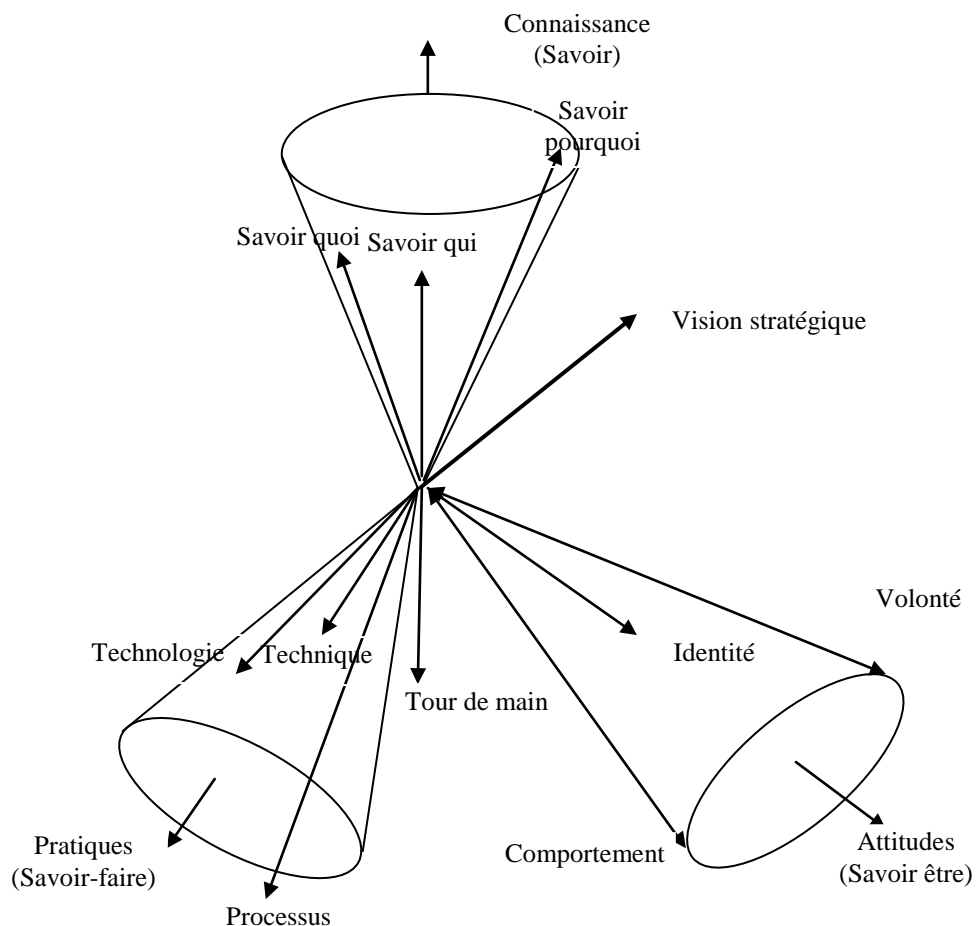 Connaissance
(Savoir)
Savoir
pourquoi
Savoir quoi
Savoir qui
Vision stratégique
Volonté
Technologie
Technique
Identité
Tour de main
Pratiques
(Savoir-faire)
Comportement
Attitudes
(Savoir être)
Processus